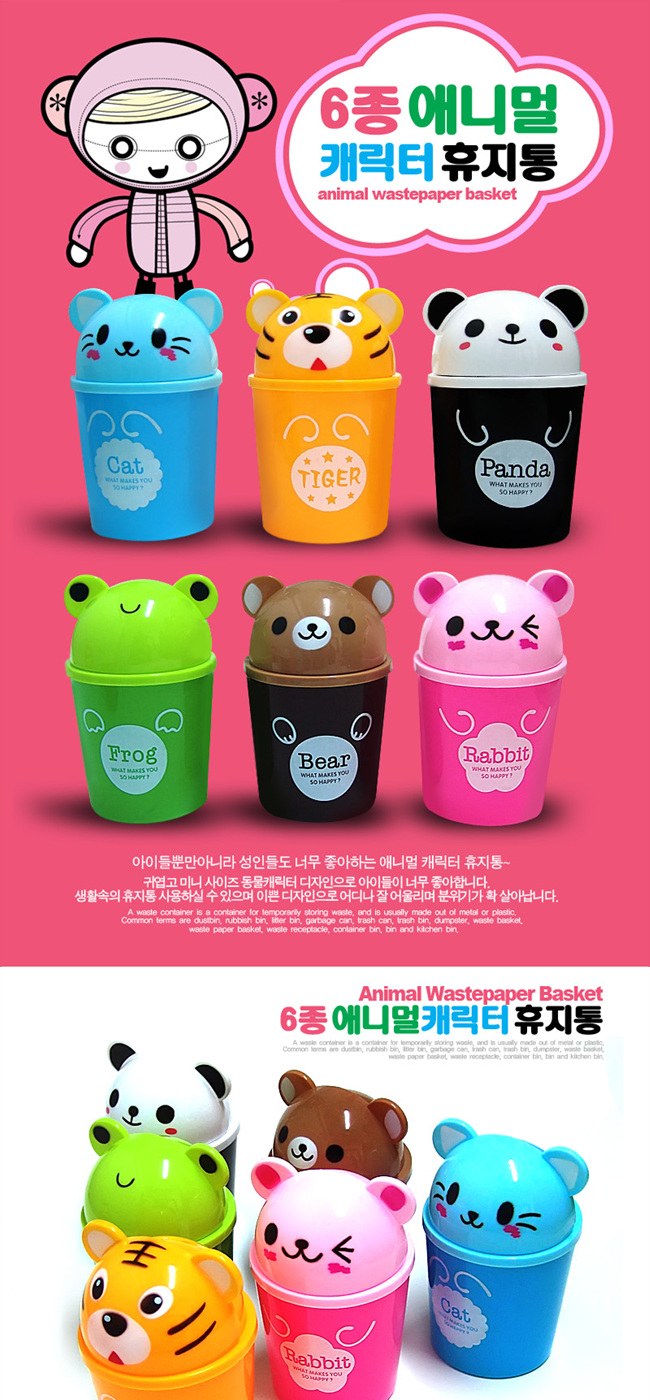 6종 애니멀
캐릭터 휴지통
animal wastepaper basket
Cat
WHAT MAKES YOU
SO HAPPY?
TIGER
Panda
WHAT MAKES YOU
SO HAPPY?
Frog
WHAT MAKES YOU
SO HAPPY?
Bear
WHAT MAKES YOU
SO HAPPY?
Rabbit
WHAT MAKES YOU
SO HAPPY?
아이들뿐만아니라 성인들도 너무 좋아하는 애니멀 캐릭터 휴지통~
귀엽고 미니 사이즈 동물캐릭터 디자인으로 아이들이 너무 좋아합니다.
생활속의 휴지통 사용하실 수 있으며 이쁜 디자인으로 어디나 잘 어울리며 분위기가 확 살아납니다.
A waste container is a container for temporarily storing waste, and is usually made out of metal or plastic.
Common terms are dustbin, rubbish bin, litter bin, garbage can, trash can, trash bin, dumpster, waste basket,
waste paper basket, waste receptacle, container bin, bin and kitchen bin.
Animal Wastepaper Basket
6종 애니멀캐릭터 휴지통
A waste container is a container for temporarily storing waste, and is usually made out of metal or plastic.
Common terms are dustbin, rubbish bin, litter bin, garbage can, trash can, trash bin, dumpster, waste basket,
waste paper basket, waste receptacle, container bin, bin and kitchen bin.
Cat
WHAT MAKES YOU
SO HAPPY?
Rabbit
WHAT MAKES YOU
SO HAPPY?